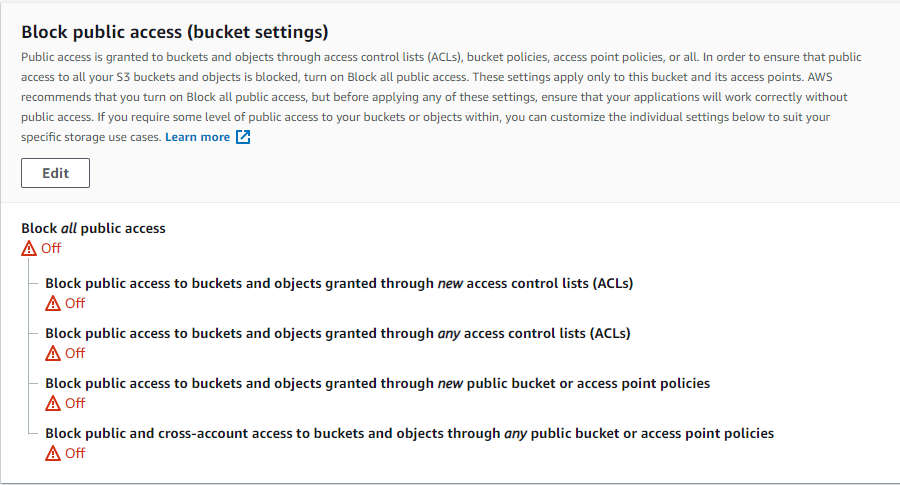 Block public access (bucket settings)
Public access is granted to buckets and objects through access control lists (ACLs), bucket policies, access point policies, or all. In order to ensure that public
access to all your S3 buckets and objects is blocked, turn on Block all public access. These settings apply only to this bucket and its access points. AWS
recommends that you turn on Block all public access, but before applying any of these settings, ensure that your applications will work correctly without
public access. If you require some level of public access to your buckets or objects within, you can customize the individual settings below to suit your
specific storage use cases. Learn more
Edit
Block all public access
Off
Block public access to buckets and objects granted through new access control lists (ACLs)
Off
Block public access to buckets and objects granted through any access control lists (ACLs)
Off
Block public access to buckets and objects granted through new public bucket or access point policies
Off
Block public and cross-account access to buckets and objects through any public bucket or access point policies
Off